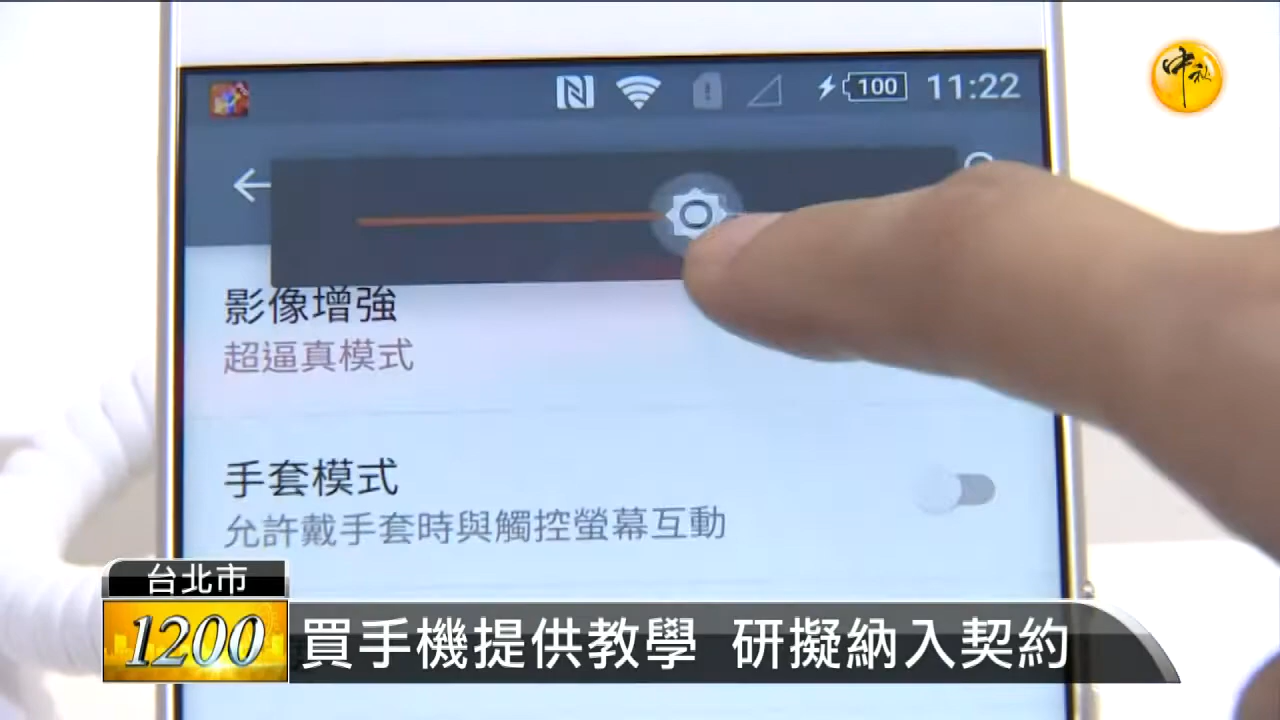 中秋
100 11:22
影像增強
超逼真模式
手套模式
允許戴手套時與觸控螢幕互動
台北市
1200
買手機提供教學 研擬納入契約